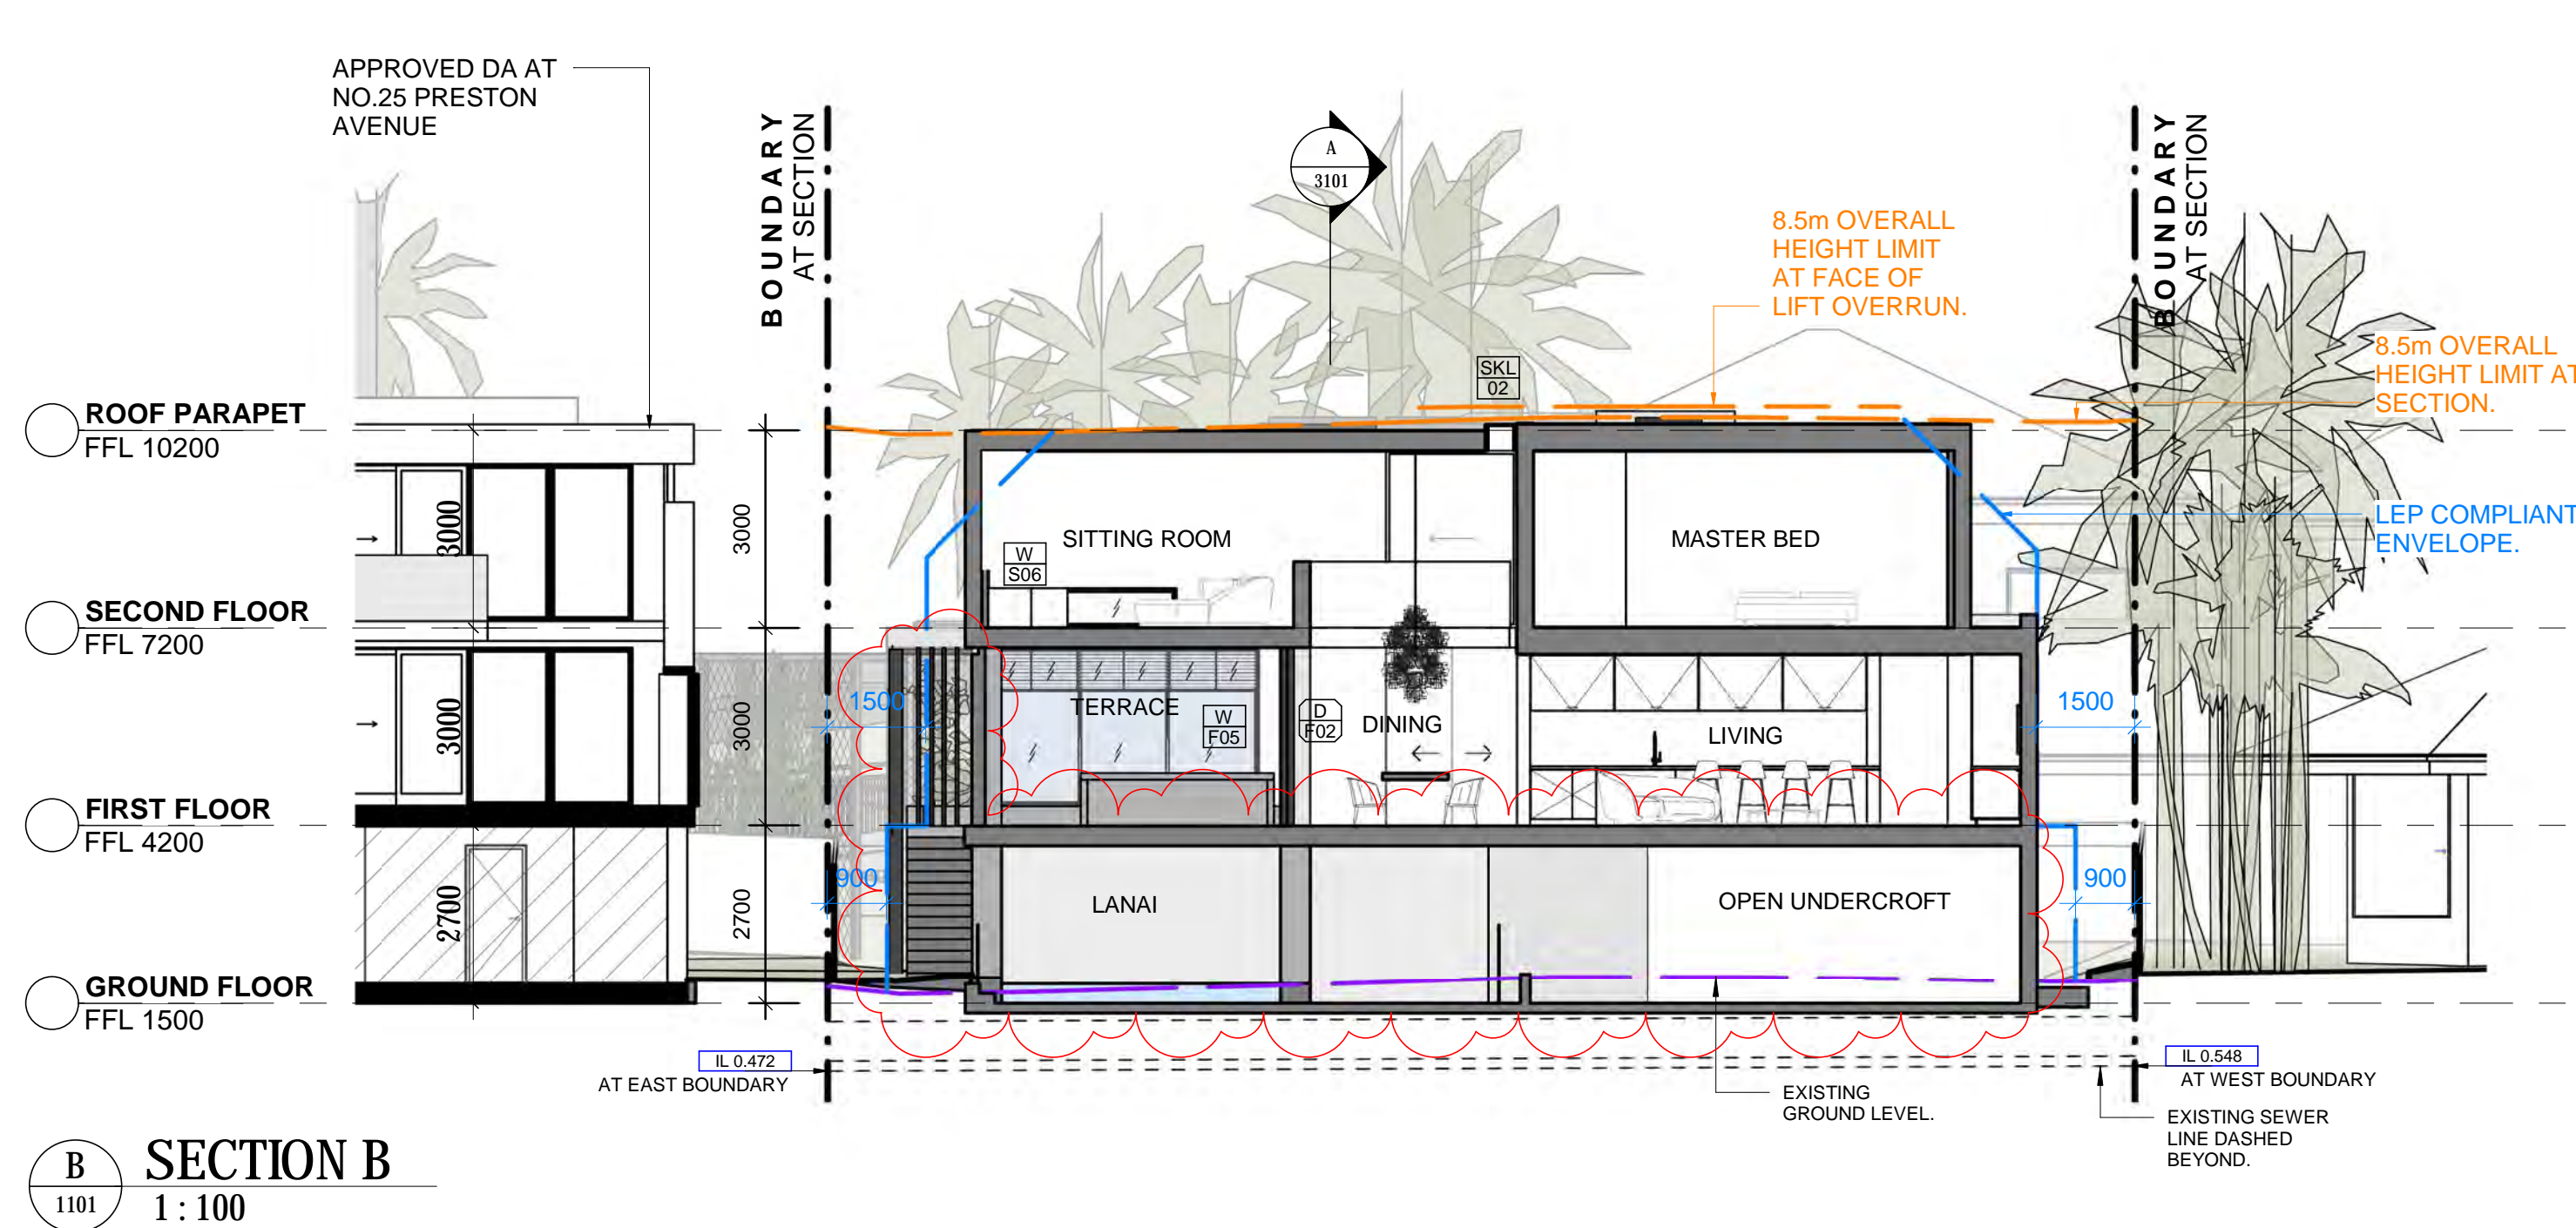 APPROVED DA AT
NO.25 PRESTON
AVENUE
BOUNDARY
AT SECTION
A
3101
8.5m OVERALL
HEIGHT LIMIT
AT FACE OF
LIFT OVERRUN.
BOUNDARY
AT SECTION
8.5m OVERALL
HEIGHT LIMIT AT
SECTION.
SKL
02
ROOF PARAPET
FFL 10200
3000
3000
SITTING ROOM
W
S06
MASTER BED
LEP COMPLIANT
ENVELOPE.
SECOND FLOOR
FFL 7200
3000
3000
1500
TERRACE
W
F05
D
F02
DINING
LIVING
1500
FIRST FLOOR
FFL 4200
2700
2700
900
LANAI
OPEN UNDERCROFT
900
GROUND FLOOR
FFL 1500
IL 0.472
AT EAST BOUNDARY
EXISTING
GROUND LEVEL.
IL 0.548
AT WEST BOUNDARY
EXISTING SEWER
LINE DASHED
BEYOND.
B
1101
SECTION B
1 : 100